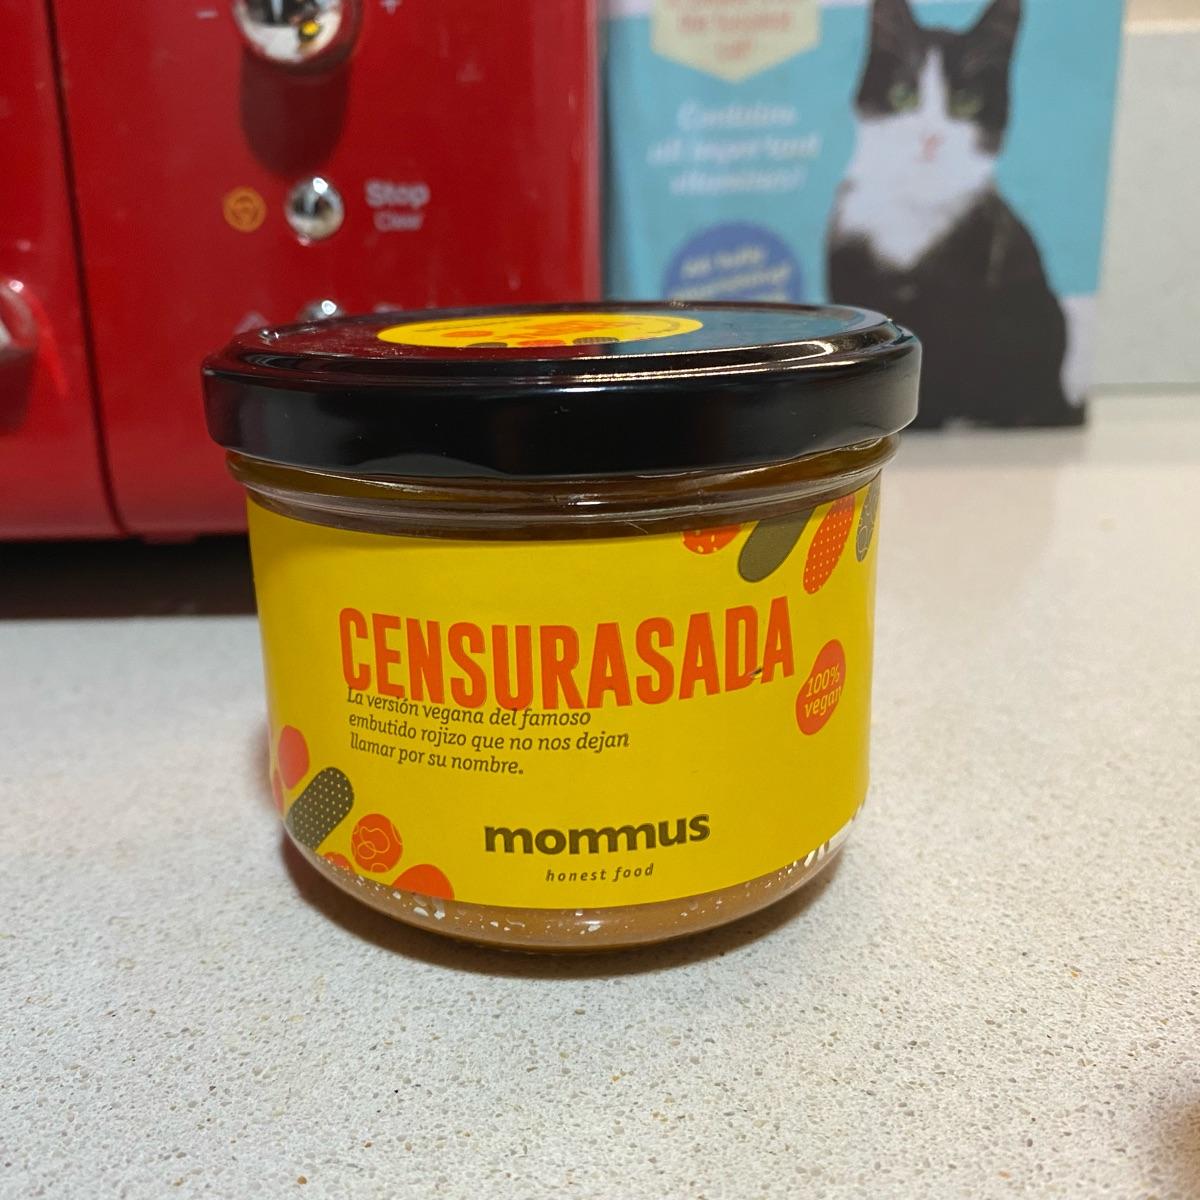 Stop
Clear
Contains
CENSURASADA
La versión vegana del famoso
embutido rojizo que no nos dejan
llamar por su nombre.
100%
vegan
mommus
honest food